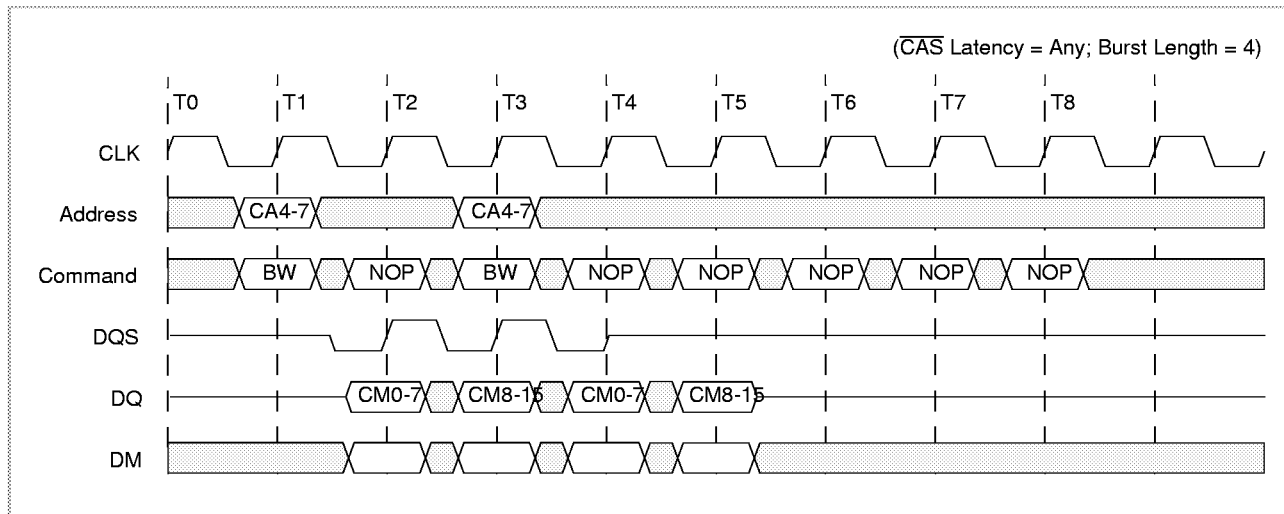 (CAS Latency = Any; Burst Length = 4)
T0 T1 T2 T3 T4 T5 T6 T7 T8
CLK
Address CA4-7 CA4-7
Command BW NOP BW NOP NOP NOP NOP NOP
DQS
DQ CM0-7 CM8-15 CM0-7 CM8-15
DM